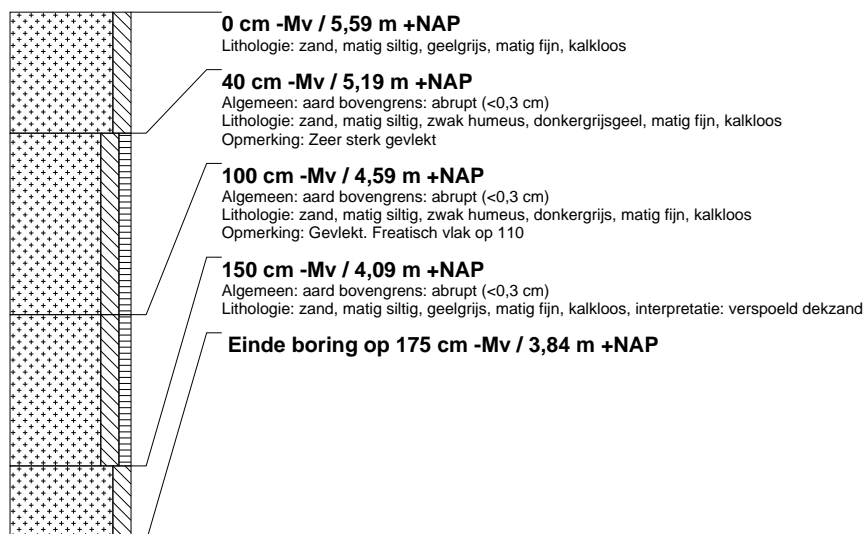 0 cm -Mv / 5,59 m +NAP
Lithologie: zand, matig siltig, geelgrijs, matig fijn, kalkloos
40 cm -Mv / 5,19 m +NAP
Algemeen: aard bovengrens: abrupt (<0,3 cm)
Lithologie: zand, matig siltig, zwak humeus, donkergrijsgeel, matig fijn, kalkloos
Opmerking: Zeer sterk gevlekt
100 cm -Mv / 4,59 m +NAP
Algemeen: aard bovengrens: abrupt (<0,3 cm)
Lithologie: zand, matig siltig, zwak humeus, donkergrijs, matig fijn, kalkloos
Opmerking: Gevlekt. Freatisch vlak op 110
150 cm -Mv / 4,09 m +NAP
Algemeen: aard bovengrens: abrupt (<0,3 cm)
Lithologie: zand, matig siltig, geelgrijs, matig fijn, kalkloos, interpretatie: verspoeld dekzand
Einde boring op 175 cm -Mv / 3,84 m +NAP